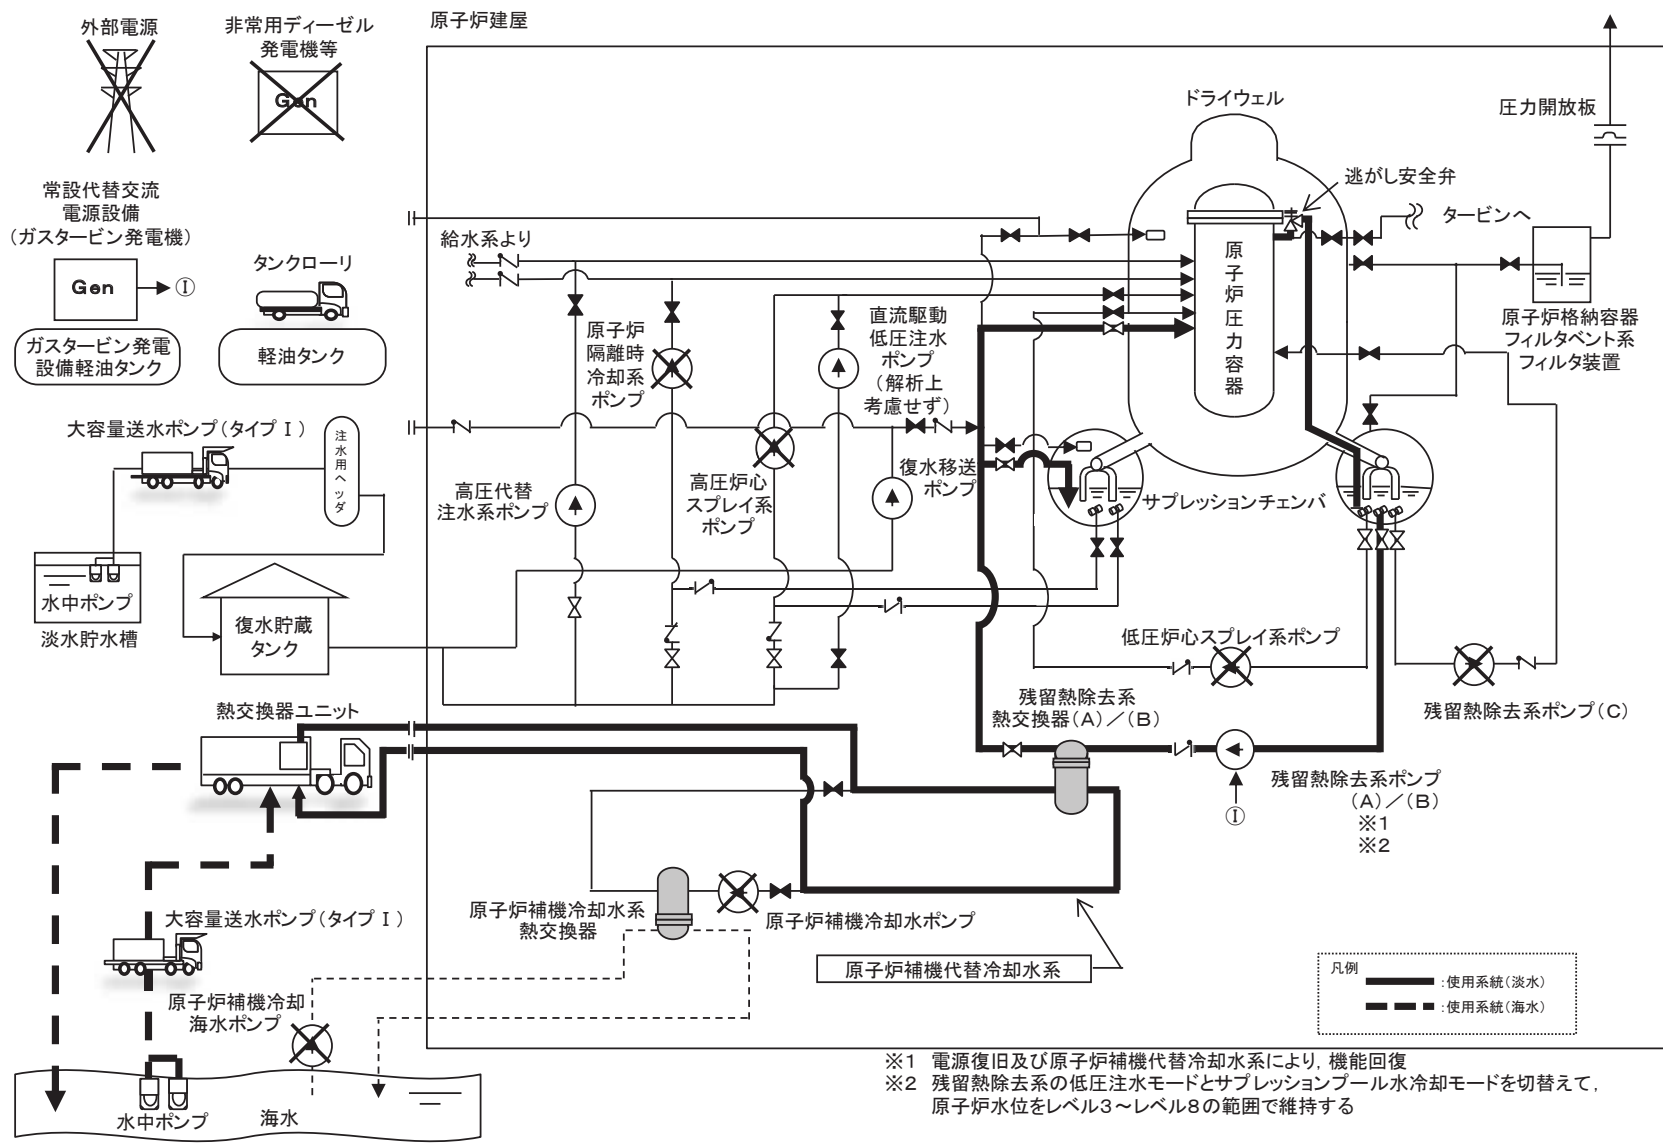 原子炉建屋
外部電源
非常用ディーゼル
発電機等
Gen
ドライウェル
圧力開放板
逃がし安全弁
タービンへ
常設代替交流
電源設備
(ガスタービン発電機)
Gen
Ⓘ
タンクローリ
ガスタービン発電
設備軽油タンク
軽油タンク
給水系より
原子炉
隔離時
冷却系
ポンプ
直流駆動
低圧注水
ポンプ
(解析上
考慮せず)
原子炉圧力容器
原子炉格納容器
フィルタベント系
フィルタ装置
大容量送水ポンプ(タイプⅠ)
注水用ヘッダ
高圧代替
注水系ポンプ
高圧炉心
スプレイ系
ポンプ
復水移送
ポンプ
サプレッションチェンバ
水中ポンプ
淡水貯水槽
復水貯蔵
タンク
低圧炉心スプレイ系ポンプ
残留熱除去系
熱交換器(A)/(B)
残留熱除去系ポンプ(C)
熱交換器ユニット
残留熱除去系ポンプ
(A)/(B)
※1
※2
Ⓘ
原子炉補機冷却水系
熱交換器
原子炉補機冷却水ポンプ
大容量送水ポンプ(タイプⅠ)
原子炉補機代替冷却水系
原子炉補機冷却
海水ポンプ
凡例
:使用系統(淡水)
:使用系統(海水)
水中ポンプ
海水
※1 電源復旧及び原子炉補機代替冷却水系により,機能回復
※2 残留熱除去系の低圧注水モードとサプレッションプール水冷却モードを切替えて,
原子炉水位をレベル3~レベル8の範囲で維持する